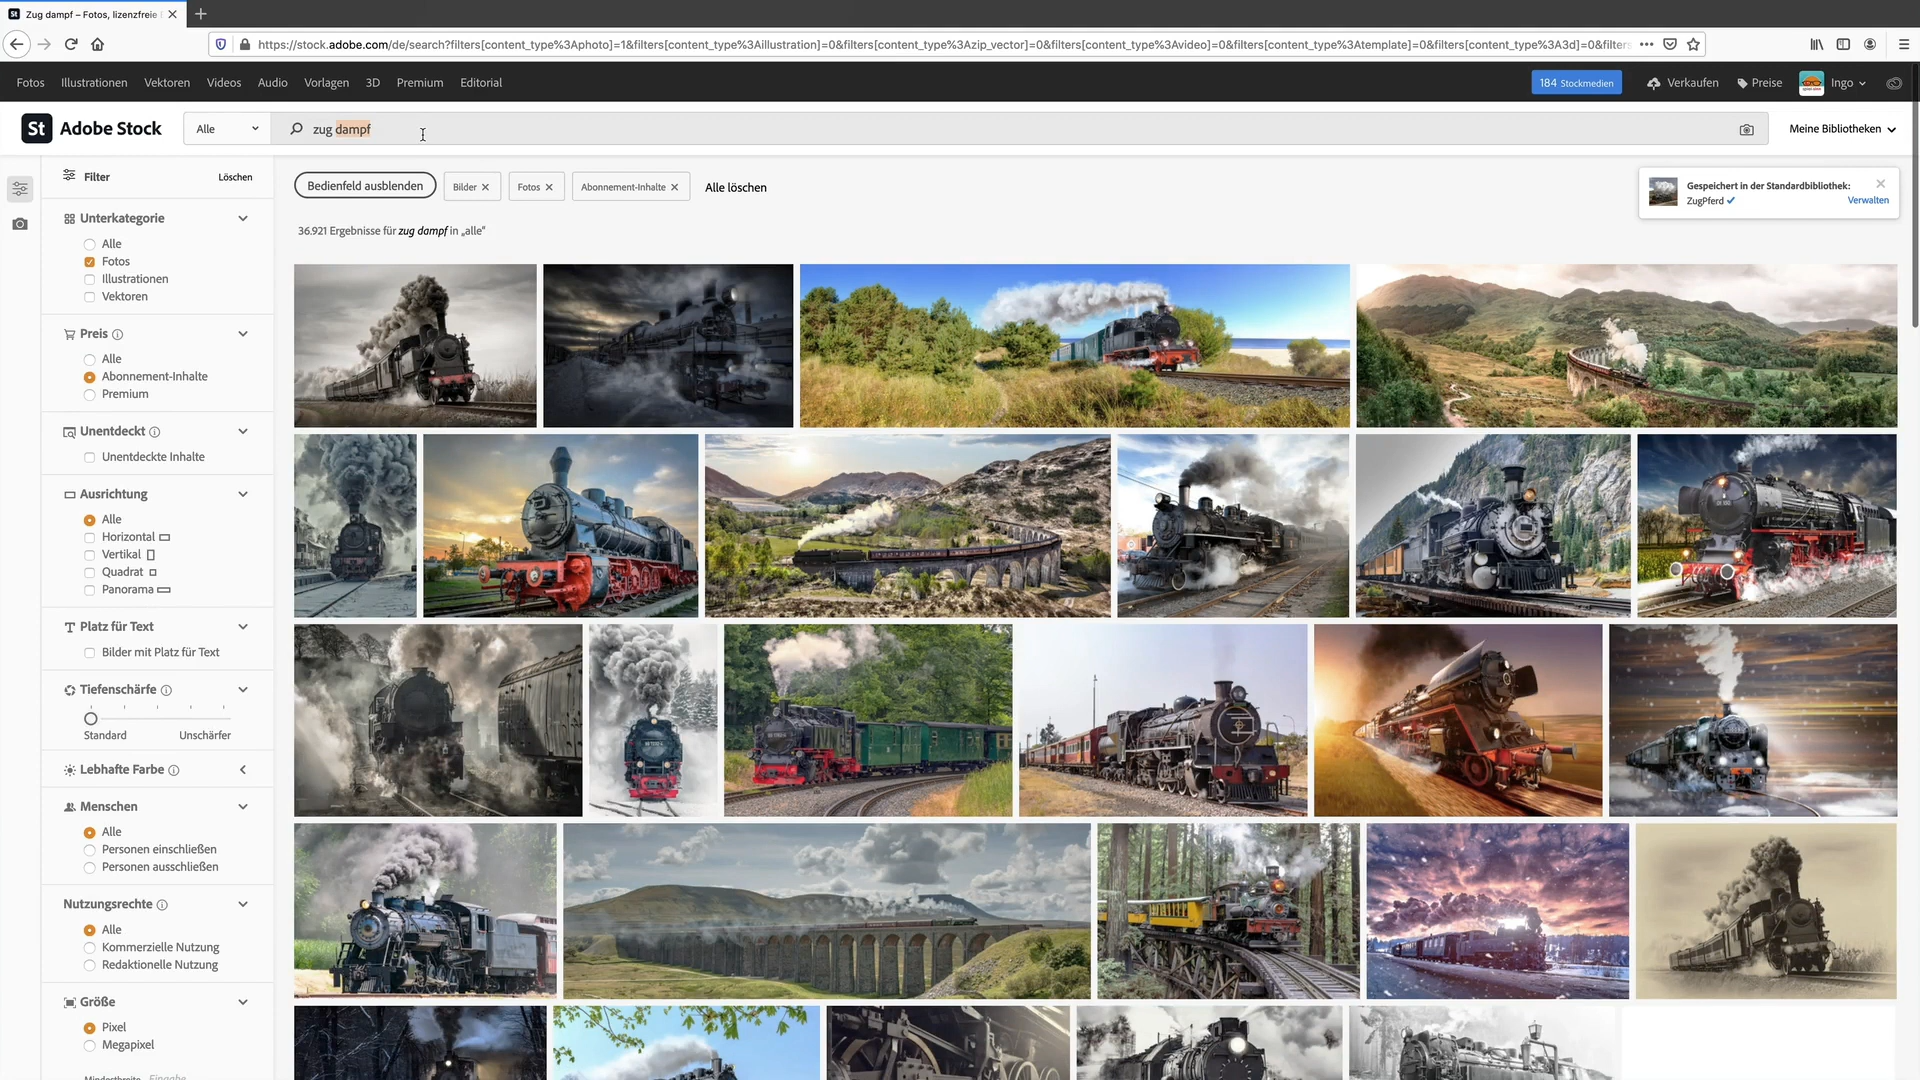 St Zug dampf – Fotos, lizenzfreie
https://stock.adobe.com/de/search?filters[content_type%3Aphoto]=1&filters[content_type%3Aillustration]=0&filters[content_type%3Azip_vector]=0&filters[content_type%3Avideo]=0&filters[content_type%3Atemplate]=0&filters[content_type%3A3d]=0&filters
Fotos Illustrationen Vektoren Videos Audio Vorlagen 3D Premium Editorial 184 Stockmedien Verkaufen Preise Ingo
St Adobe Stock Alle zug dampf Meine Bibliotheken
Filter Löschen
Bedienfeld ausblenden Bilder Fotos Abonnement-Inhalte Alle löschen
Gespeichert in der Standardbibliothek:
ZugPferd Verwalten
36.921 Ergebnisse für zug dampf in „alle“
Unterkategorie
Alle
Fotos
Illustrationen
Vektoren
Preis
Alle
Abonnement-Inhalte
Premium
Unentdeckt
Unentdeckte Inhalte
Ausrichtung
Alle
Horizontal
Vertikal
Quadrat
Panorama
Platz für Text
Bilder mit Platz für Text
Tiefenschärfe
Standard Unschärfer
Lebhafte Farbe
Menschen
Alle
Personen einschließen
Personen ausschließen
Nutzungsrechte
Alle
Kommerzielle Nutzung
Redaktionelle Nutzung
Größe
Pixel
Megapixel
Mindestbreite Eingabe